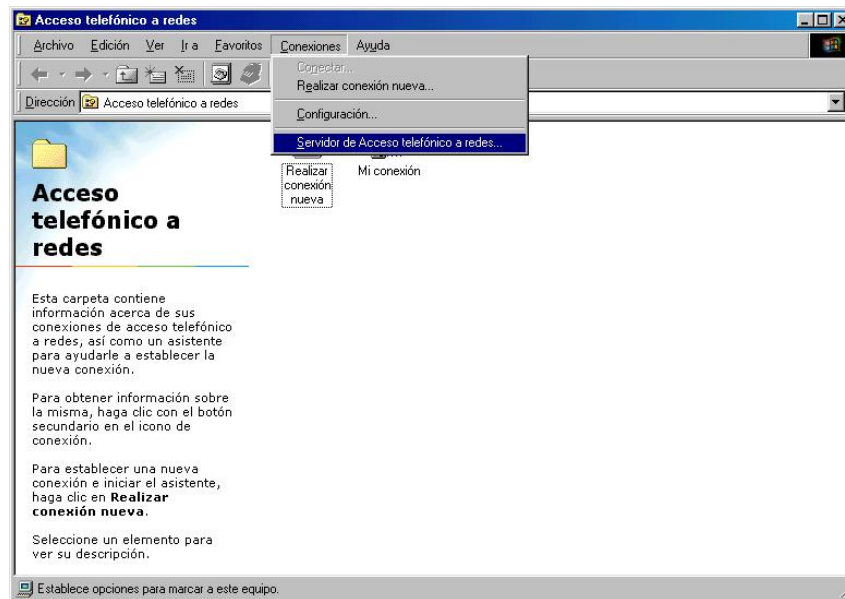 Acceso telefónico a redes
Archivo Edición Ver Ir a Favoritos Conexiones Ayuda
Conectar...
Realizar conexión nueva...
Configuración...
Servidor de Acceso telefónico a redes...
Dirección Acceso telefónico a redes
Realizar
conexión
nueva
Mi conexión
Acceso
telefónico a
redes
Esta carpeta contiene
información acerca de sus
conexiones de acceso telefónico
a redes, así como un asistente
para ayudarle a establecer la
nueva conexión.
Para obtener información sobre
la misma, haga clic con el botón
secundario en el icono de
conexión.
Para establecer una nueva
conexión e iniciar el asistente,
haga clic en Realizar
conexión nueva.
Seleccione un elemento para
ver su descripción.
Establece opciones para marcar a este equipo.